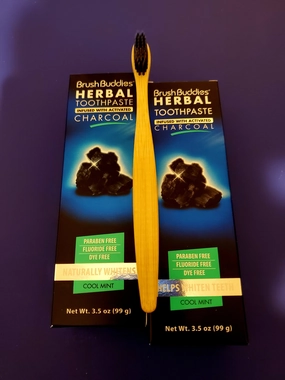 BrushBuddies
HERBAL
TOOTHPASTE
INFUSED WITH ACTIVATED
CHARCOAL
PARABEN FREE
FLUORIDE FREE
DYE FREE
NATURALLY WHITENS
COOL MINT
Net Wt. 3.5 oz (99 g)
BrushBuddies
HERBAL
TOOTHPASTE
INFUSED WITH ACTIVATED
CHARCOAL
PARABEN FREE
FLUORIDE FREE
DYE FREE
HELPS WHITEN TEETH
COOL MINT
Net Wt. 3.5 oz (99 g)